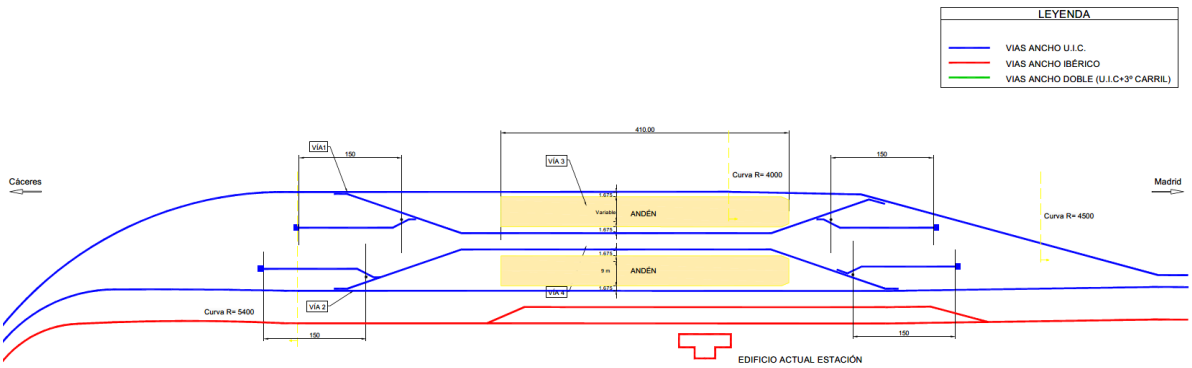 LEYENDA
VIAS ANCHO U.I.C.
VIAS ANCHO IBÉRICO
VIAS ANCHO DOBLE (U.I.C+3º CARRIL)
410.00
VÍA1
150
VÍA 3
150
Curva R= 4000
Cáceres
Madrid
1.675
Variable
ANDÉN
1.675
Curva R= 4500
1.675
9 m
ANDÉN
1.675
VÍA 4
VÍA 2
Curva R= 5400
150
150
EDIFICIO ACTUAL ESTACIÓN